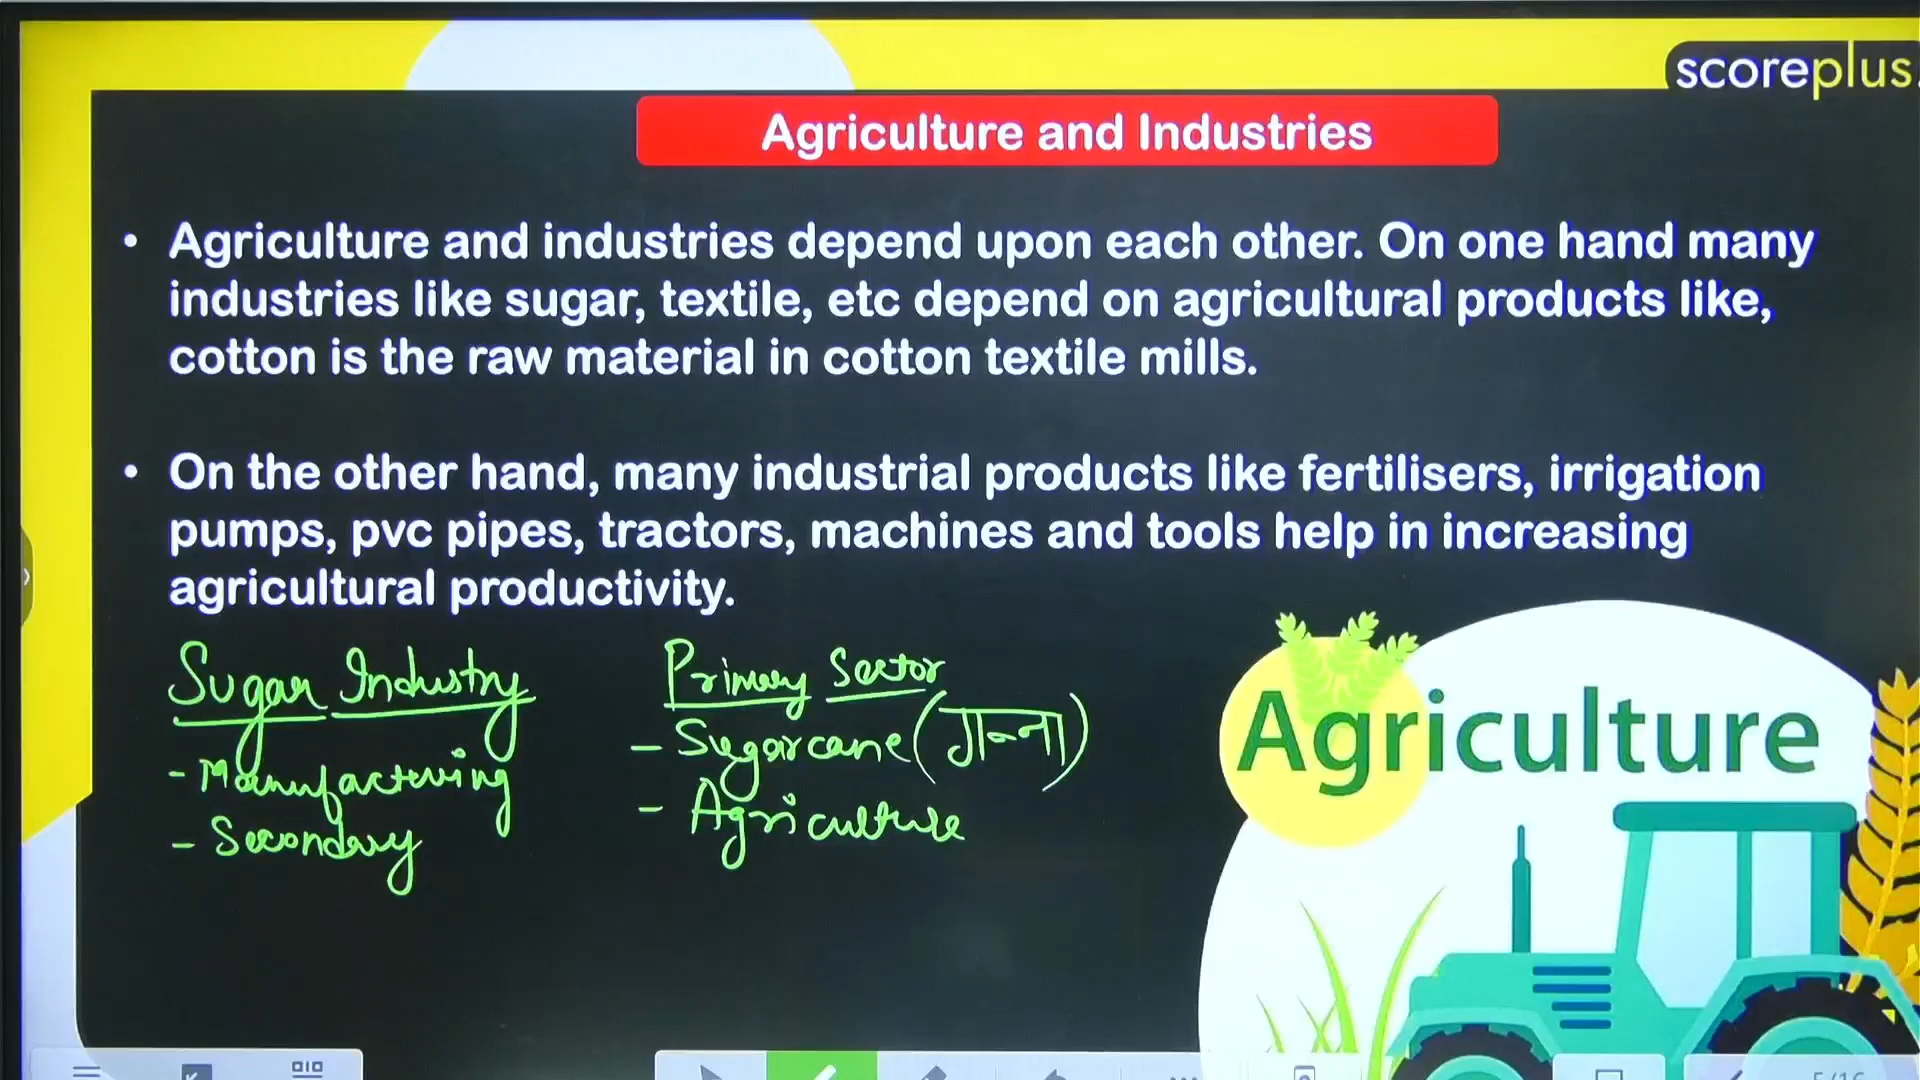 scoreplus.
Agriculture and Industries
• Agriculture and industries depend upon each other. On one hand many
industries like sugar, textile, etc depend on agricultural products like,
cotton is the raw material in cotton textile mills.
• On the other hand, many industrial products like fertilisers, irrigation
pumps, pvc pipes, tractors, machines and tools help in increasing
agricultural productivity.
Sugar Industry
- Manufacturing
- Secondary
Primary Sector
- Sugarcane (गन्ना)
- Agriculture
Agriculture
5/16